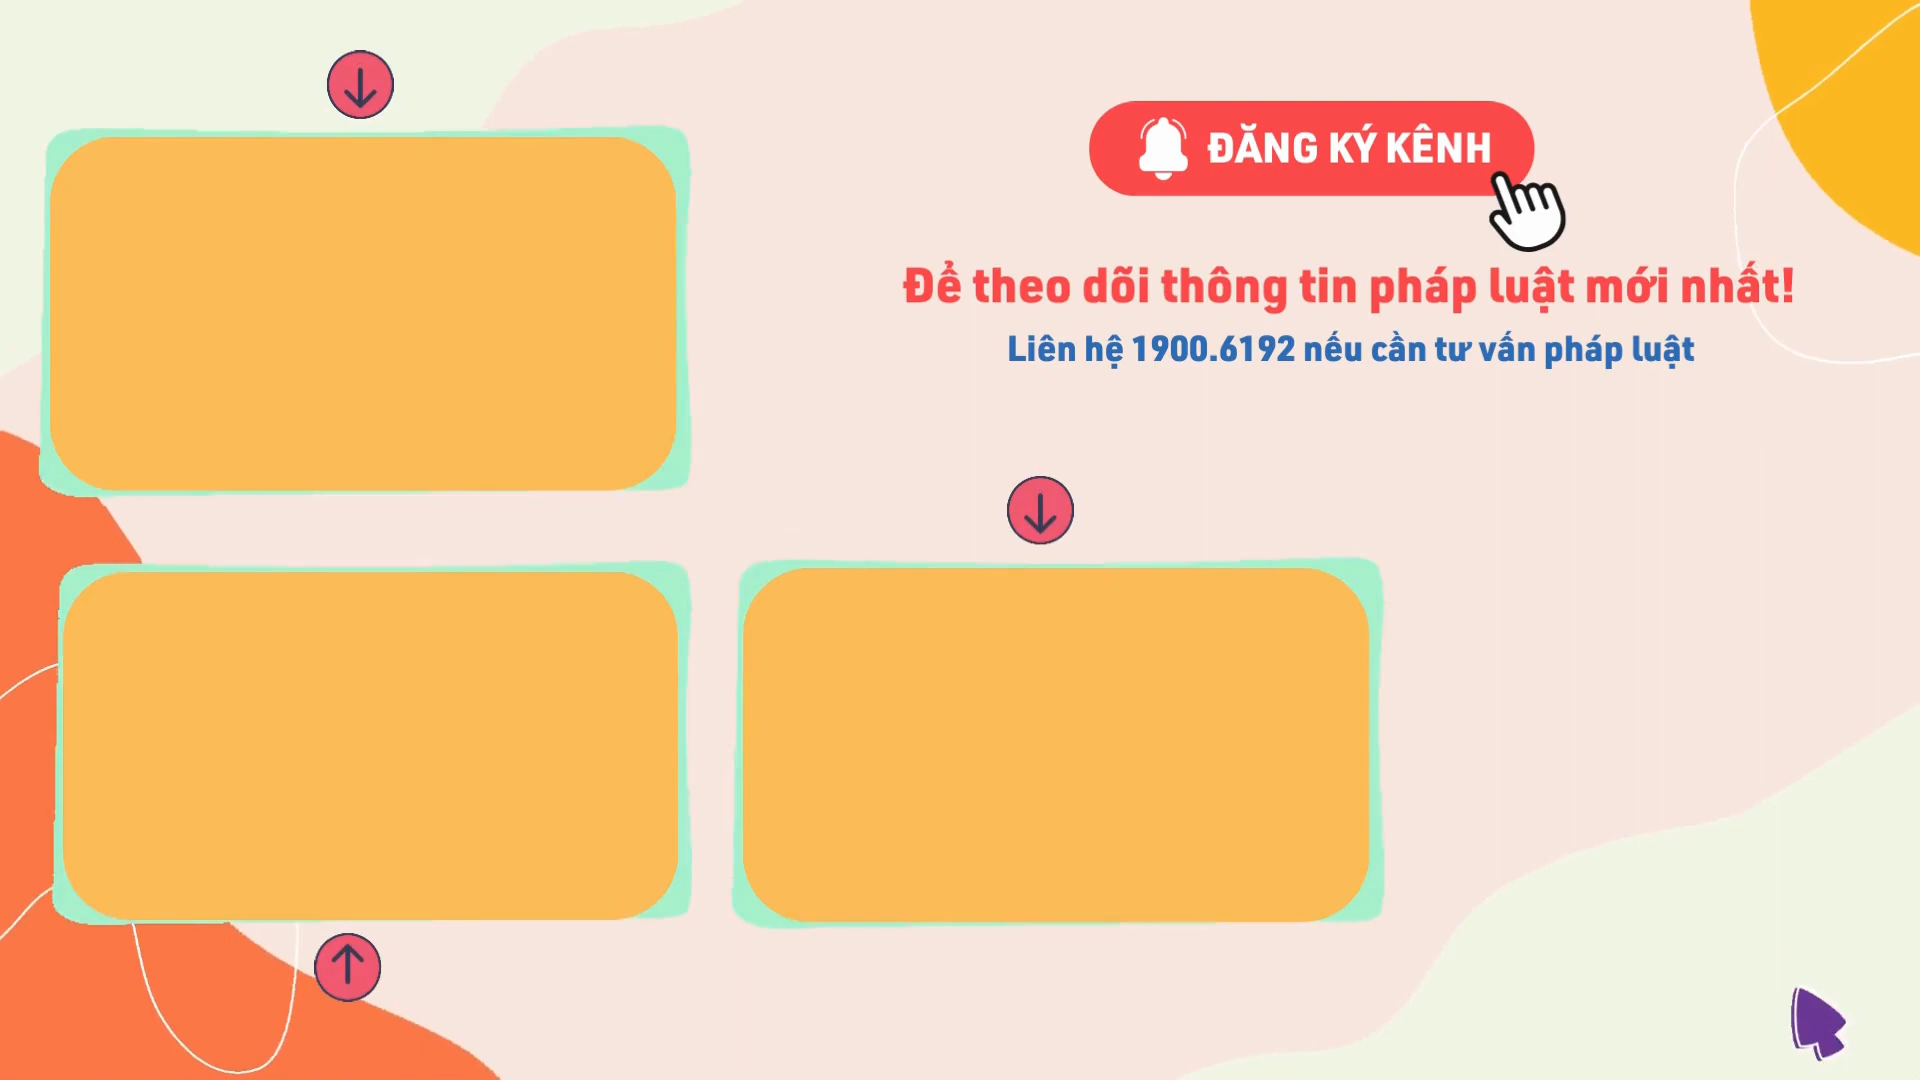 ĐĂNG KÝ KÊNH
Để theo dõi thông tin pháp luật mới nhất!
Liên hệ 1900.6192 nếu cần tư vấn pháp luật